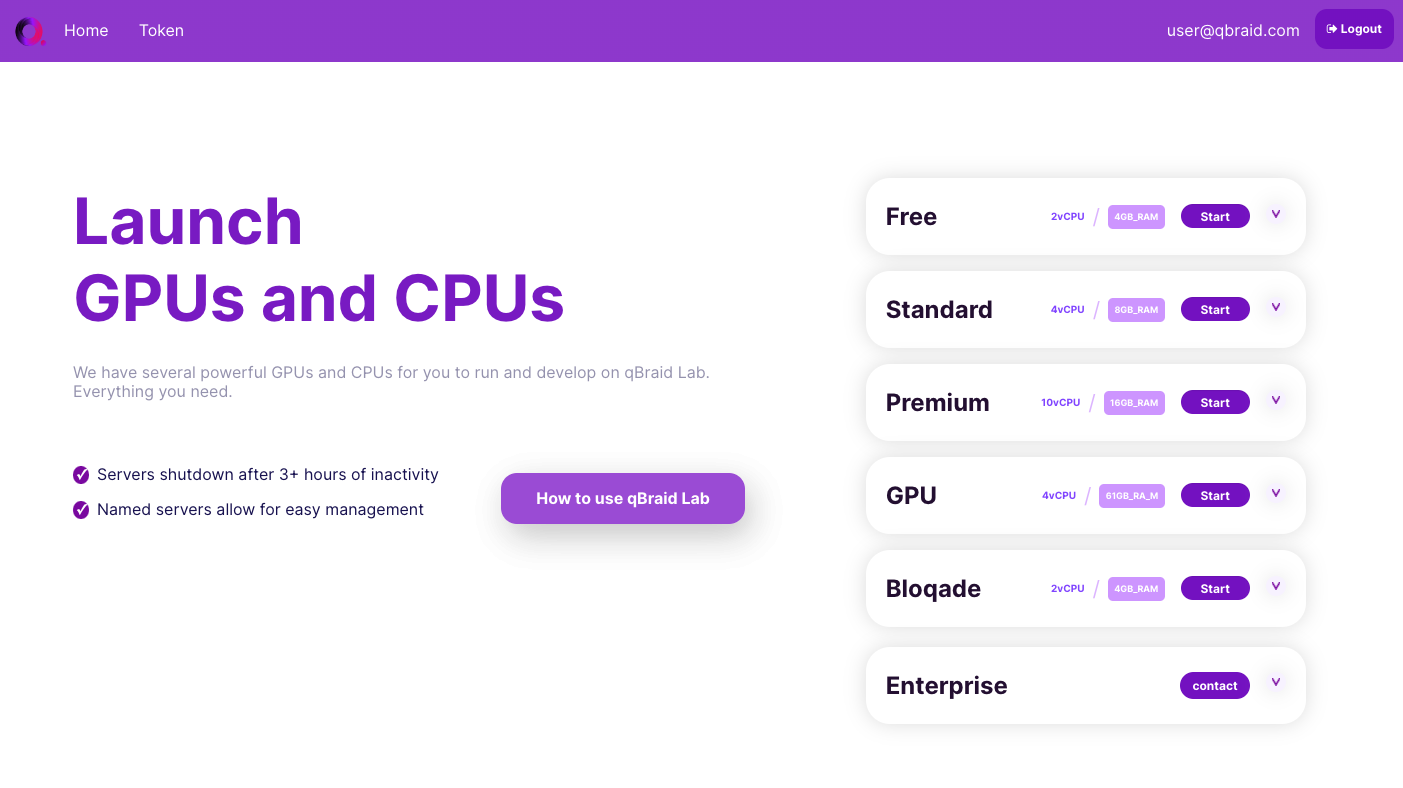 Home Token user@qbraid.com Logout
Launch
GPUs and CPUs
We have several powerful GPUs and CPUs for you to run and develop on qBraid Lab.
Everything you need.
Servers shutdown after 3+ hours of inactivity
Named servers allow for easy management
How to use qBraid Lab
Free 2vCPU / 4GB_RAM Start
Standard 4vCPU / 8GB_RAM Start
Premium 10vCPU / 16GB_RAM Start
GPU 4vCPU / 61GB_RA_M Start
Bloqade 2vCPU / 4GB_RAM Start
Enterprise contact